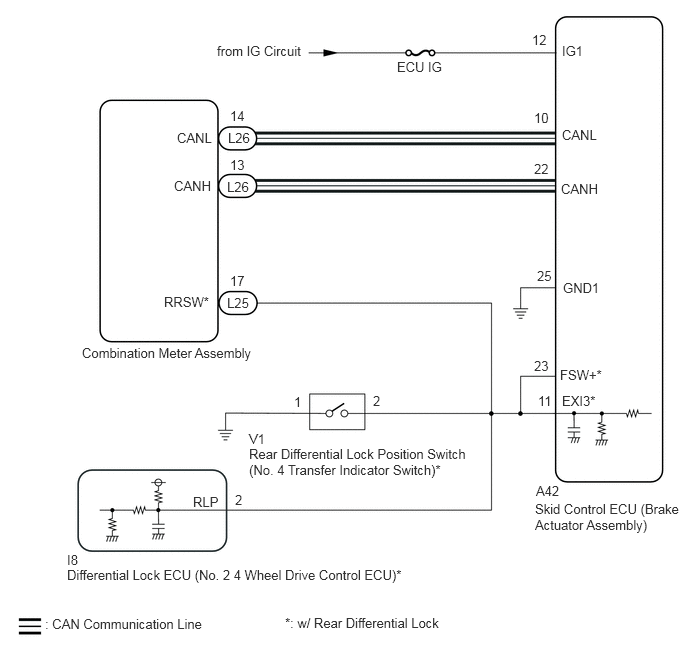 from IG Circuit
ECU IG
12
IG1
14
CANL
L26
10
CANL
13
CANH
L26
22
CANH
17
RRSW*
L25
25
GND1
Combination Meter Assembly
23
FSW+*
11
EXI3*
1
2
V1
Rear Differential Lock Position Switch
(No. 4 Transfer Indicator Switch)*
A42
Skid Control ECU (Brake
Actuator Assembly)
RLP
2
I8
Differential Lock ECU (No. 2 4 Wheel Drive Control ECU)*
: CAN Communication Line
*: w/ Rear Differential Lock